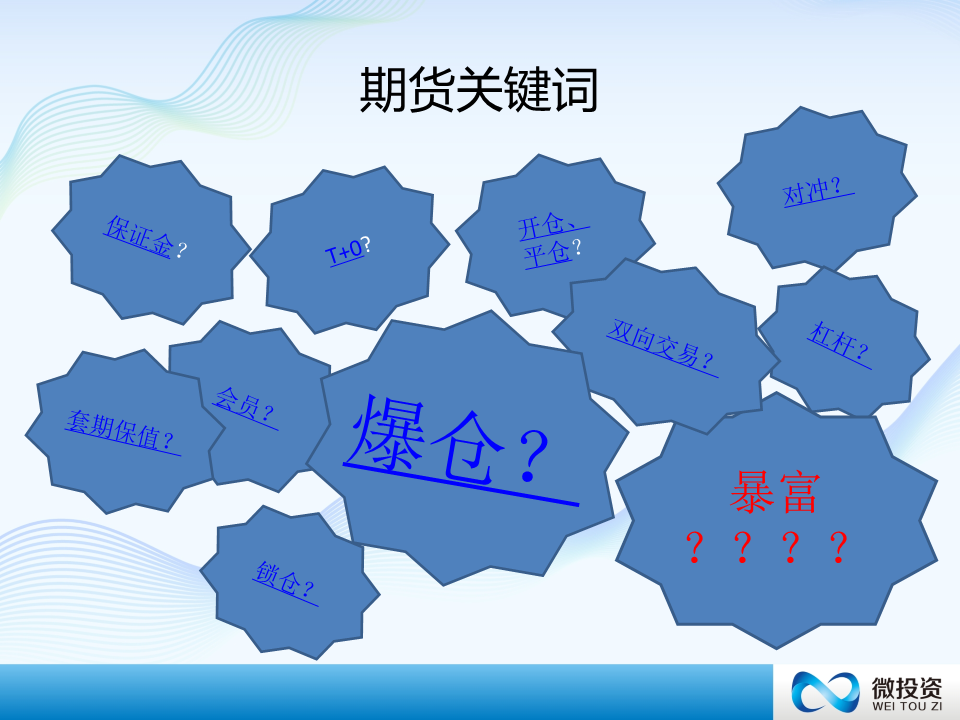 期货关键词
对冲？
保证金？
T+0？
开仓、
平仓？
双向交易？
杠杆？
套期保值？
会员？
爆仓？
暴富
？？？？
锁仓？
微投资
WEI TOU ZI